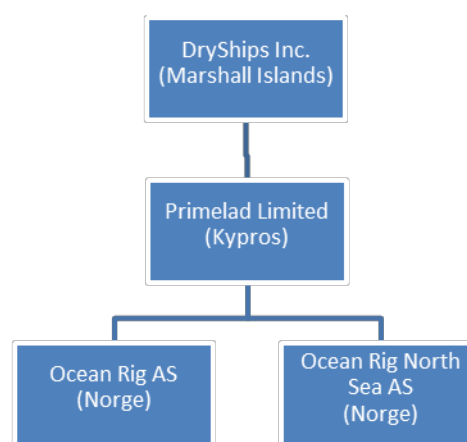 DryShips Inc.
(Marshall Islands)
Primelad Limited
(Kypros)
Ocean Rig AS
(Norge)
Ocean Rig North
Sea AS
(Norge)